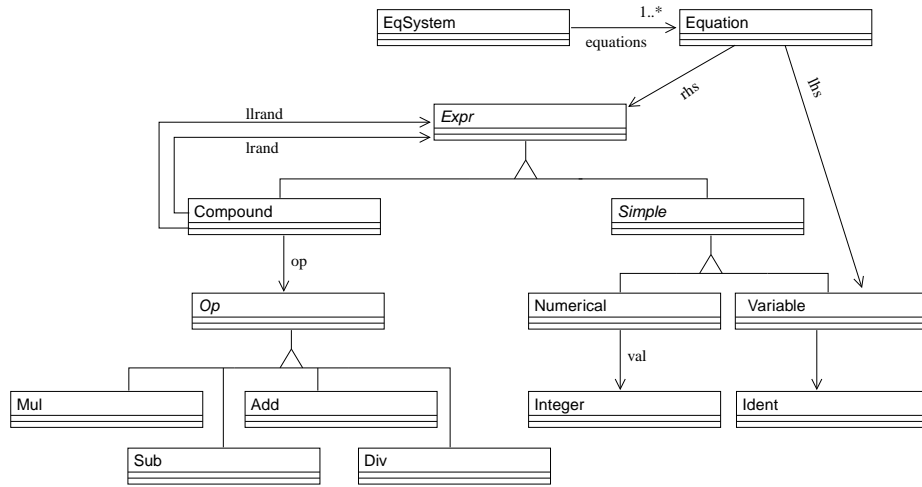 EqSystem
1..*
equations
Equation
rhs
lhs
llrand
lrand
Expr
Compound
Simple
op
Op
Numerical
Variable
val
Mul
Add
Integer
Ident
Sub
Div